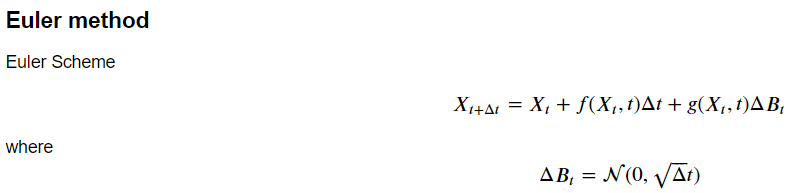 Euler method
Euler Scheme
X_{t+Δt} = X_t + f(X_t, t)Δt + g(X_t, t)ΔB_t
where
ΔB_t = 𝒩(0, √Δt)